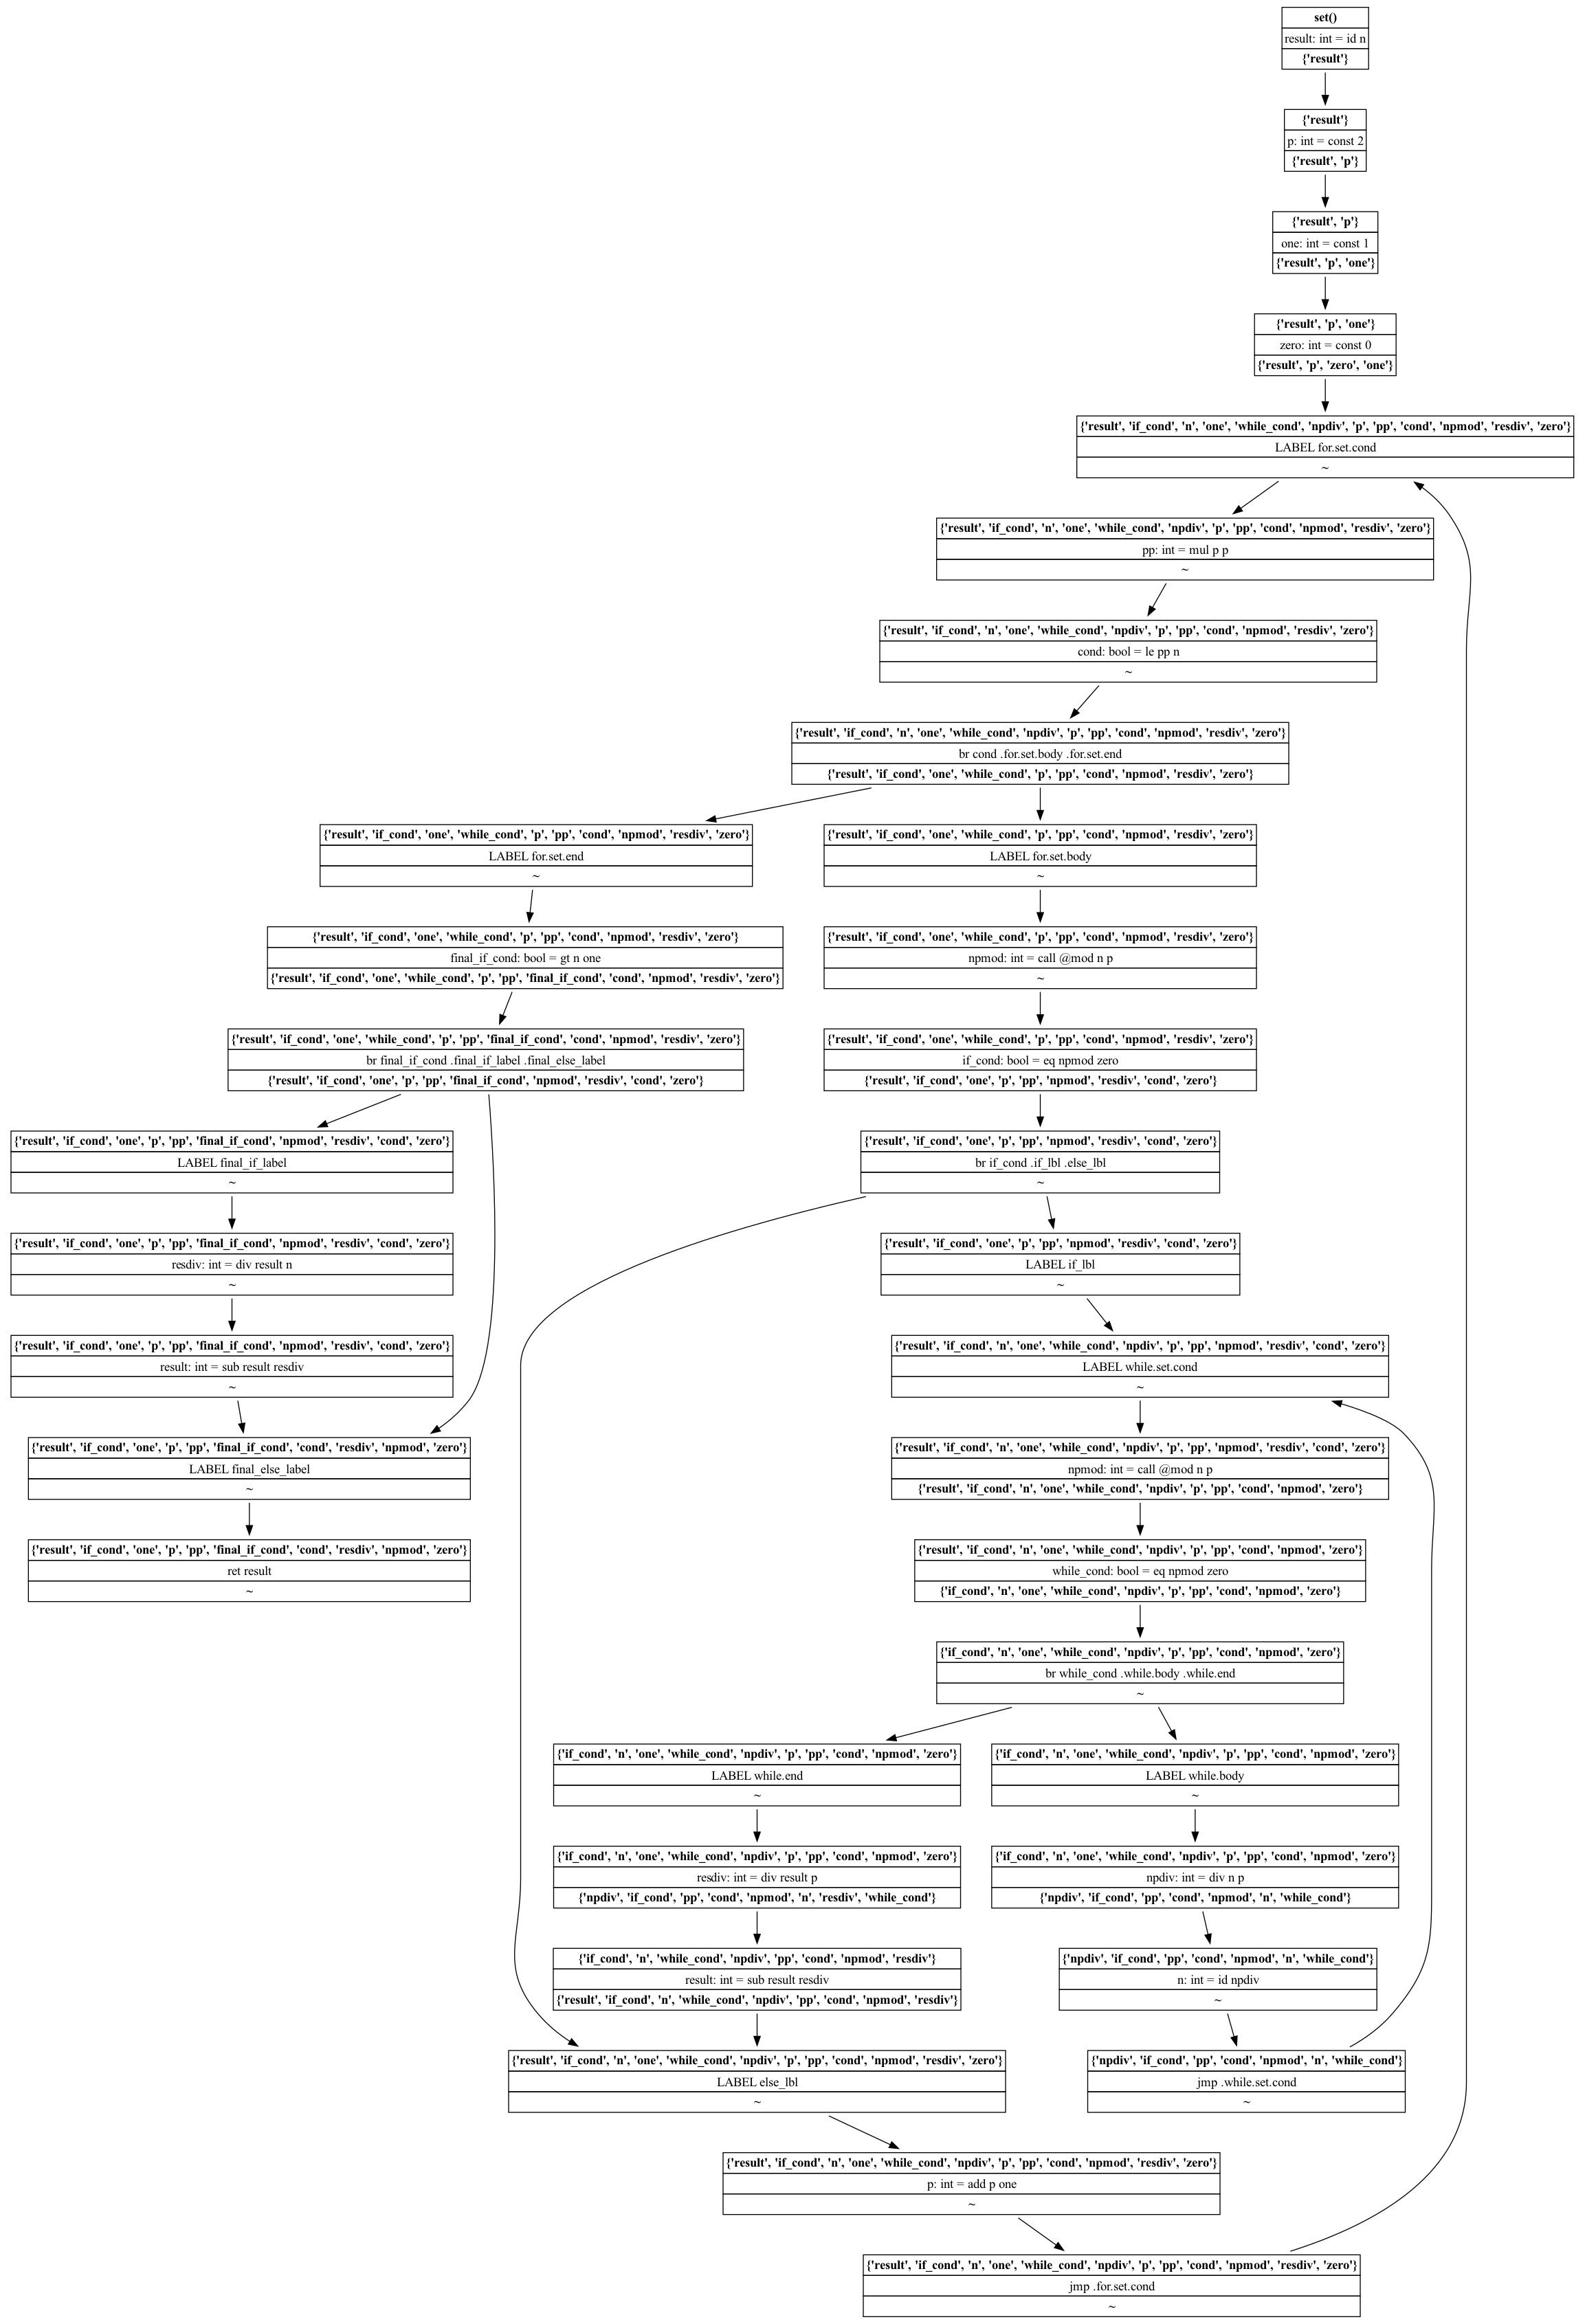 set()
result: int = id n
{'result'}
{'result'}
p: int = const 2
{'result', 'p'}
{'result', 'p'}
one: int = const 1
{'result', 'p', 'one'}
{'result', 'p', 'one'}
zero: int = const 0
{'result', 'p', 'zero', 'one'}
{'result', 'if_cond', 'n', 'one', 'while_cond', 'npdiv', 'p', 'pp', 'cond', 'npmod', 'resdiv', 'zero'}
LABEL for.set.cond
~
{'result', 'if_cond', 'n', 'one', 'while_cond', 'npdiv', 'p', 'pp', 'cond', 'npmod', 'resdiv', 'zero'}
pp: int = mul p p
~
{'result', 'if_cond', 'n', 'one', 'while_cond', 'npdiv', 'p', 'pp', 'cond', 'npmod', 'resdiv', 'zero'}
cond: bool = le pp n
~
{'result', 'if_cond', 'n', 'one', 'while_cond', 'npdiv', 'p', 'pp', 'cond', 'npmod', 'resdiv', 'zero'}
br cond .for.set.body .for.set.end
{'result', 'if_cond', 'one', 'while_cond', 'p', 'pp', 'cond', 'npmod', 'resdiv', 'zero'}
{'result', 'if_cond', 'one', 'while_cond', 'p', 'pp', 'cond', 'npmod', 'resdiv', 'zero'}
LABEL for.set.end
~
{'result', 'if_cond', 'one', 'while_cond', 'p', 'pp', 'cond', 'npmod', 'resdiv', 'zero'}
LABEL for.set.body
~
{'result', 'if_cond', 'one', 'while_cond', 'p', 'pp', 'cond', 'npmod', 'resdiv', 'zero'}
final_if_cond: bool = gt n one
{'result', 'if_cond', 'one', 'while_cond', 'p', 'pp', 'final_if_cond', 'cond', 'npmod', 'resdiv', 'zero'}
{'result', 'if_cond', 'one', 'while_cond', 'p', 'pp', 'cond', 'npmod', 'resdiv', 'zero'}
npmod: int = call @mod n p
~
{'result', 'if_cond', 'one', 'while_cond', 'p', 'pp', 'final_if_cond', 'cond', 'npmod', 'resdiv', 'zero'}
br final_if_cond .final_if_label .final_else_label
{'result', 'if_cond', 'one', 'p', 'pp', 'final_if_cond', 'npmod', 'resdiv', 'cond', 'zero'}
{'result', 'if_cond', 'one', 'while_cond', 'p', 'pp', 'cond', 'npmod', 'resdiv', 'zero'}
if_cond: bool = eq npmod zero
{'result', 'if_cond', 'one', 'p', 'pp', 'npmod', 'resdiv', 'cond', 'zero'}
{'result', 'if_cond', 'one', 'p', 'pp', 'final_if_cond', 'npmod', 'resdiv', 'cond', 'zero'}
LABEL final_if_label
~
{'result', 'if_cond', 'one', 'p', 'pp', 'npmod', 'resdiv', 'cond', 'zero'}
br if_cond .if_lbl .else_lbl
~
{'result', 'if_cond', 'one', 'p', 'pp', 'final_if_cond', 'npmod', 'resdiv', 'cond', 'zero'}
resdiv: int = div result n
~
{'result', 'if_cond', 'one', 'p', 'pp', 'npmod', 'resdiv', 'cond', 'zero'}
LABEL if_lbl
~
{'result', 'if_cond', 'one', 'p', 'pp', 'final_if_cond', 'npmod', 'resdiv', 'cond', 'zero'}
result: int = sub result resdiv
~
{'result', 'if_cond', 'n', 'one', 'while_cond', 'npdiv', 'p', 'pp', 'npmod', 'resdiv', 'cond', 'zero'}
LABEL while.set.cond
~
{'result', 'if_cond', 'one', 'p', 'pp', 'final_if_cond', 'cond', 'resdiv', 'npmod', 'zero'}
LABEL final_else_label
~
{'result', 'if_cond', 'n', 'one', 'while_cond', 'npdiv', 'p', 'pp', 'npmod', 'resdiv', 'cond', 'zero'}
npmod: int = call @mod n p
{'result', 'if_cond', 'n', 'one', 'while_cond', 'npdiv', 'p', 'pp', 'cond', 'npmod', 'zero'}
{'result', 'if_cond', 'one', 'p', 'pp', 'final_if_cond', 'cond', 'resdiv', 'npmod', 'zero'}
ret result
~
{'result', 'if_cond', 'n', 'one', 'while_cond', 'npdiv', 'p', 'pp', 'cond', 'npmod', 'zero'}
while_cond: bool = eq npmod zero
{'if_cond', 'n', 'one', 'while_cond', 'npdiv', 'p', 'pp', 'cond', 'npmod', 'zero'}
{'if_cond', 'n', 'one', 'while_cond', 'npdiv', 'p', 'pp', 'cond', 'npmod', 'zero'}
br while_cond .while.body .while.end
~
{'if_cond', 'n', 'one', 'while_cond', 'npdiv', 'p', 'pp', 'cond', 'npmod', 'zero'}
LABEL while.end
~
{'if_cond', 'n', 'one', 'while_cond', 'npdiv', 'p', 'pp', 'cond', 'npmod', 'zero'}
LABEL while.body
~
{'if_cond', 'n', 'one', 'while_cond', 'npdiv', 'p', 'pp', 'cond', 'npmod', 'zero'}
resdiv: int = div result p
{'npdiv', 'if_cond', 'pp', 'cond', 'npmod', 'n', 'resdiv', 'while_cond'}
{'if_cond', 'n', 'one', 'while_cond', 'npdiv', 'p', 'pp', 'cond', 'npmod', 'zero'}
npdiv: int = div n p
{'npdiv', 'if_cond', 'pp', 'cond', 'npmod', 'n', 'while_cond'}
{'if_cond', 'n', 'while_cond', 'npdiv', 'pp', 'cond', 'npmod', 'resdiv'}
result: int = sub result resdiv
{'result', 'if_cond', 'n', 'while_cond', 'npdiv', 'pp', 'cond', 'npmod', 'resdiv'}
{'npdiv', 'if_cond', 'pp', 'cond', 'npmod', 'n', 'while_cond'}
n: int = id npdiv
~
{'result', 'if_cond', 'n', 'one', 'while_cond', 'npdiv', 'p', 'pp', 'cond', 'npmod', 'resdiv', 'zero'}
LABEL else_lbl
~
{'npdiv', 'if_cond', 'pp', 'cond', 'npmod', 'n', 'while_cond'}
jmp .while.set.cond
~
{'result', 'if_cond', 'n', 'one', 'while_cond', 'npdiv', 'p', 'pp', 'cond', 'npmod', 'resdiv', 'zero'}
p: int = add p one
~
{'result', 'if_cond', 'n', 'one', 'while_cond', 'npdiv', 'p', 'pp', 'cond', 'npmod', 'resdiv', 'zero'}
jmp .for.set.cond
~